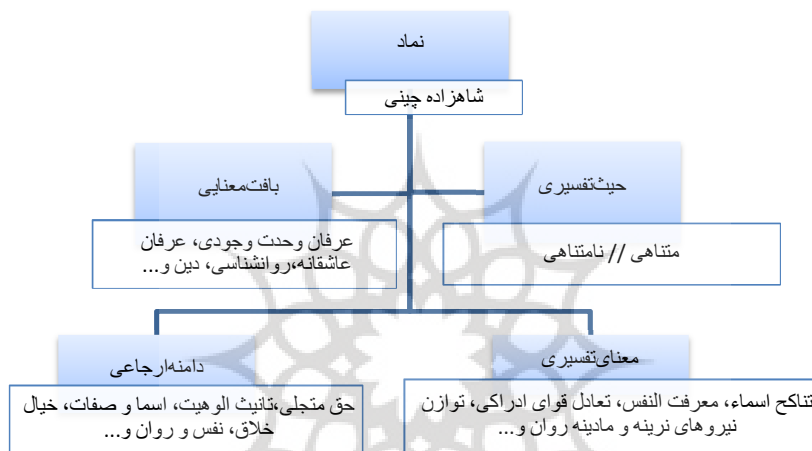 نماد
شاهزاده چینی
حیث‌تفسیری
متناهی // نامتناهی
بافت‌معنایی
عرفان وحدت وجودی، عرفان
عاشقانه،روانشناسی، دین و...
معنای‌تفسیری
تناکح اسماء، معرفت النفس، تعادل قوای ادراکی، توازن
نیروهای نرینه و مادینه روان و...
دامنه‌ارجاعی
حق متجلی،تانیث الوهیت، اسما و صفات، خیال
خلاق، نفس و روان و...